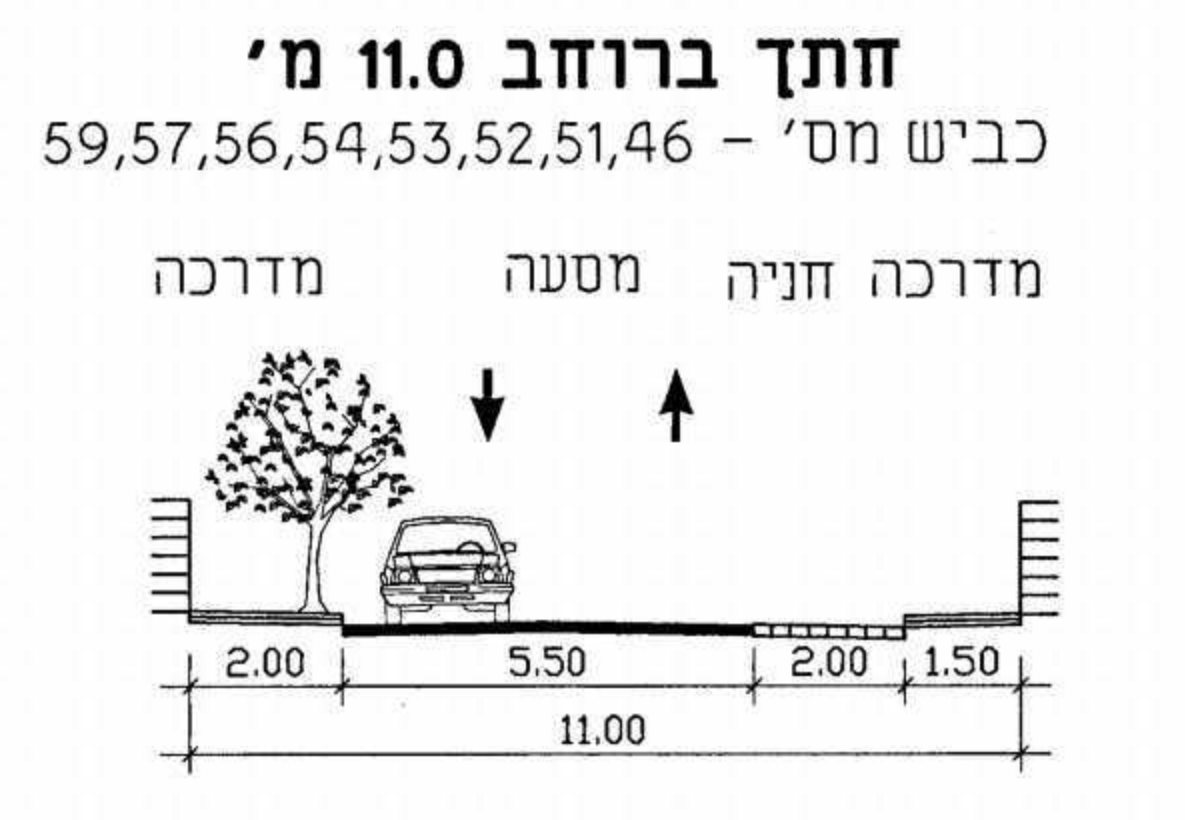 חתך ברוחב 11.0 מ'
כביש מס' - 59,57,56,54,53,52,51,46
מדרכה חניה מסעה מדרכה
2.00 5.50 2.00 1.50
11.00